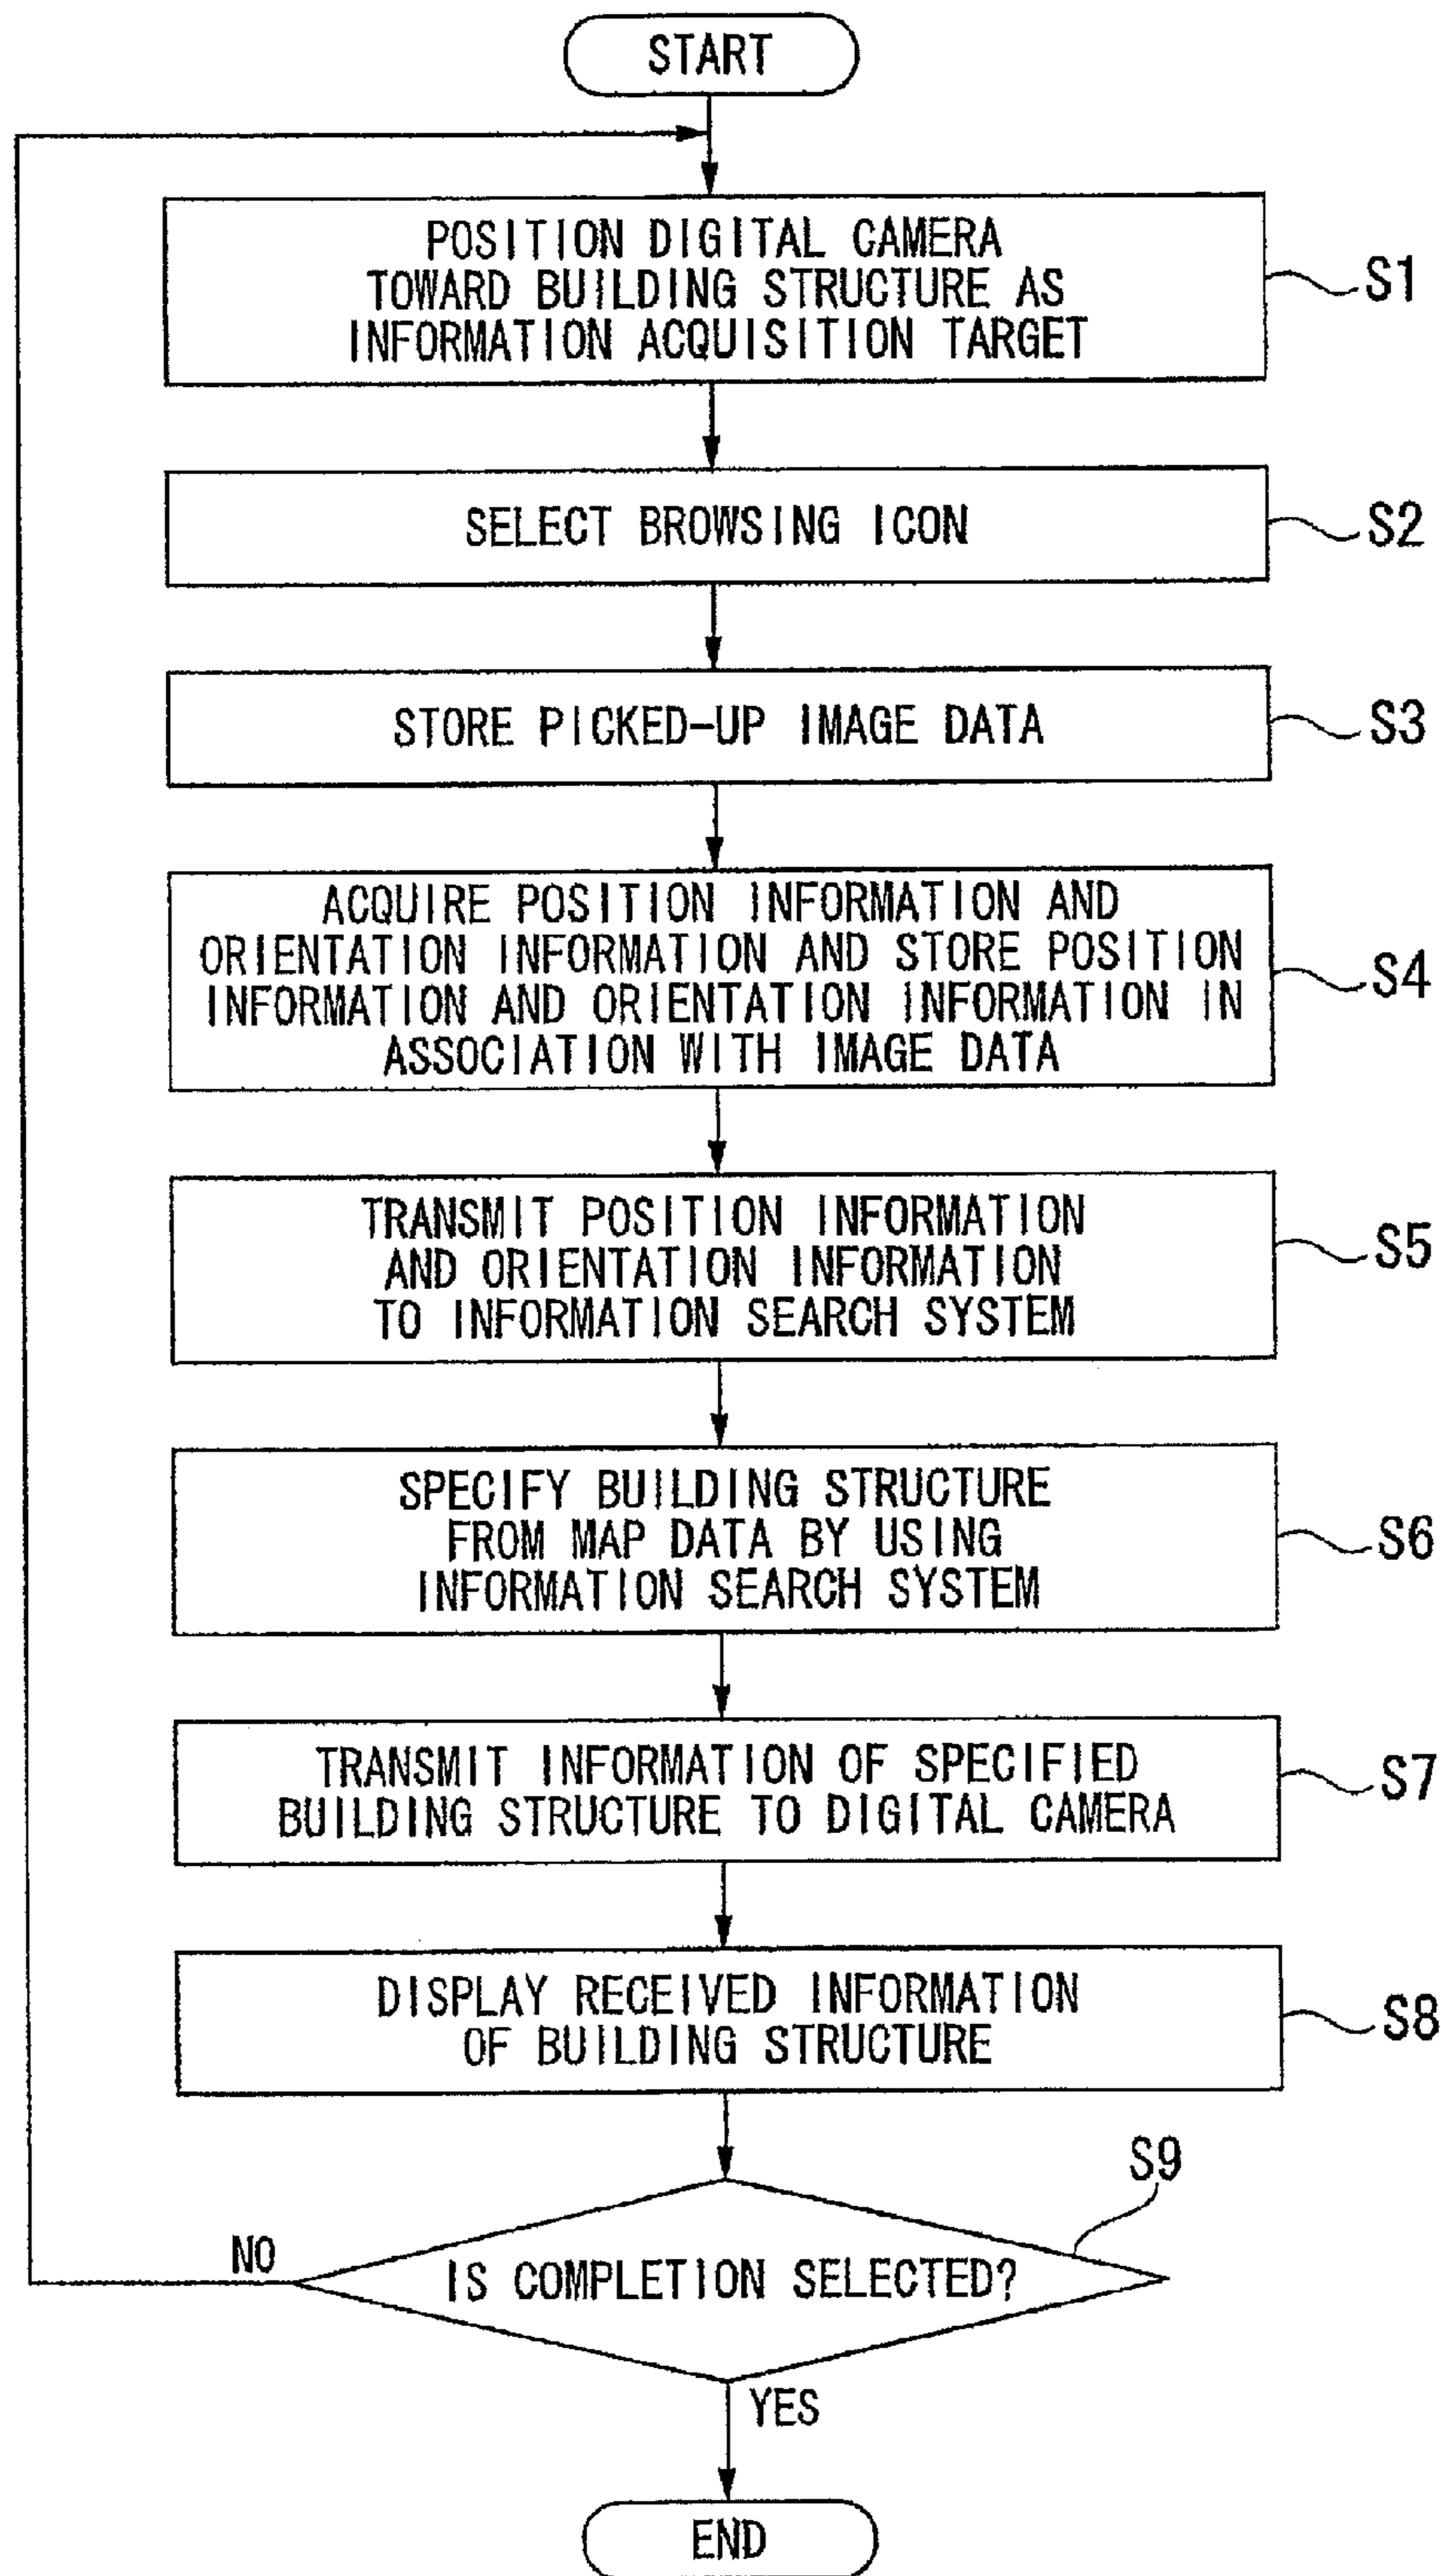 START
POSITION DIGITAL CAMERA
TOWARD BUILDING STRUCTURE AS
INFORMATION ACQUISITION TARGET
S1
SELECT BROWSING ICON
S2
STORE PICKED-UP IMAGE DATA
S3
ACQUIRE POSITION INFORMATION AND
ORIENTATION INFORMATION AND STORE POSITION
INFORMATION AND ORIENTATION INFORMATION IN
ASSOCIATION WITH IMAGE DATA
S4
TRANSMIT POSITION INFORMATION
AND ORIENTATION INFORMATION
TO INFORMATION SEARCH SYSTEM
S5
SPECIFY BUILDING STRUCTURE
FROM MAP DATA BY USING
INFORMATION SEARCH SYSTEM
S6
TRANSMIT INFORMATION OF SPECIFIED
BUILDING STRUCTURE TO DIGITAL CAMERA
S7
DISPLAY RECEIVED INFORMATION
OF BUILDING STRUCTURE
S8
S9
NO
IS COMPLETION SELECTED?
YES
END